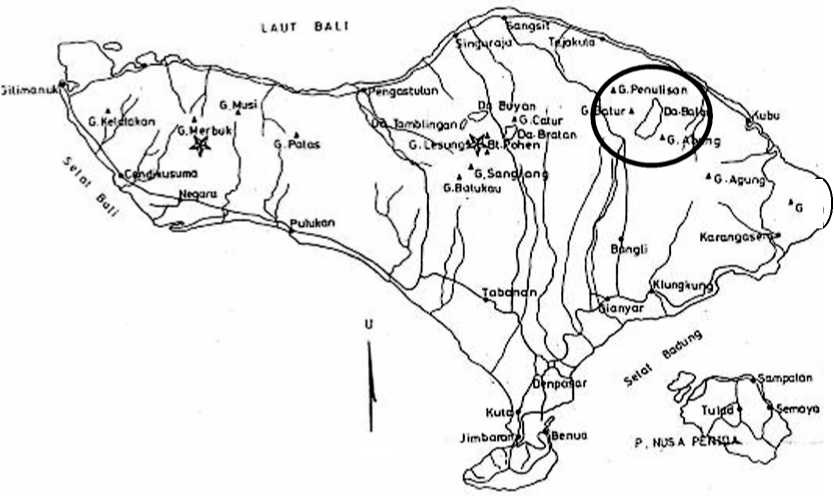 LAUT BALI
Sangsit
Singaraja
Tejakula
Gilimanuk
Pengastulan
G. Penulisan
G. Musi
Da. Buyan
G. Batur
Da. Batur
G. Kelatakan
G. Merbuk
Da. Tamblingan
G. Catur
Kubu
G. Patas
Da. Bratan
G. Lesung
Bt. Pohen
G. Abang
Selat Bali
Cendikusuma
G. Sangiang
G. Agung
G. Batukau
Negara
G
Pulukan
Karangasem
Bangli
Klungkung
Tabanan
Gianyar
U
Selat Badung
Denpasar
Sampalan
Kuta
Tulad
Semaya
Jimbaran
Benua
P. NUSA PENIDA